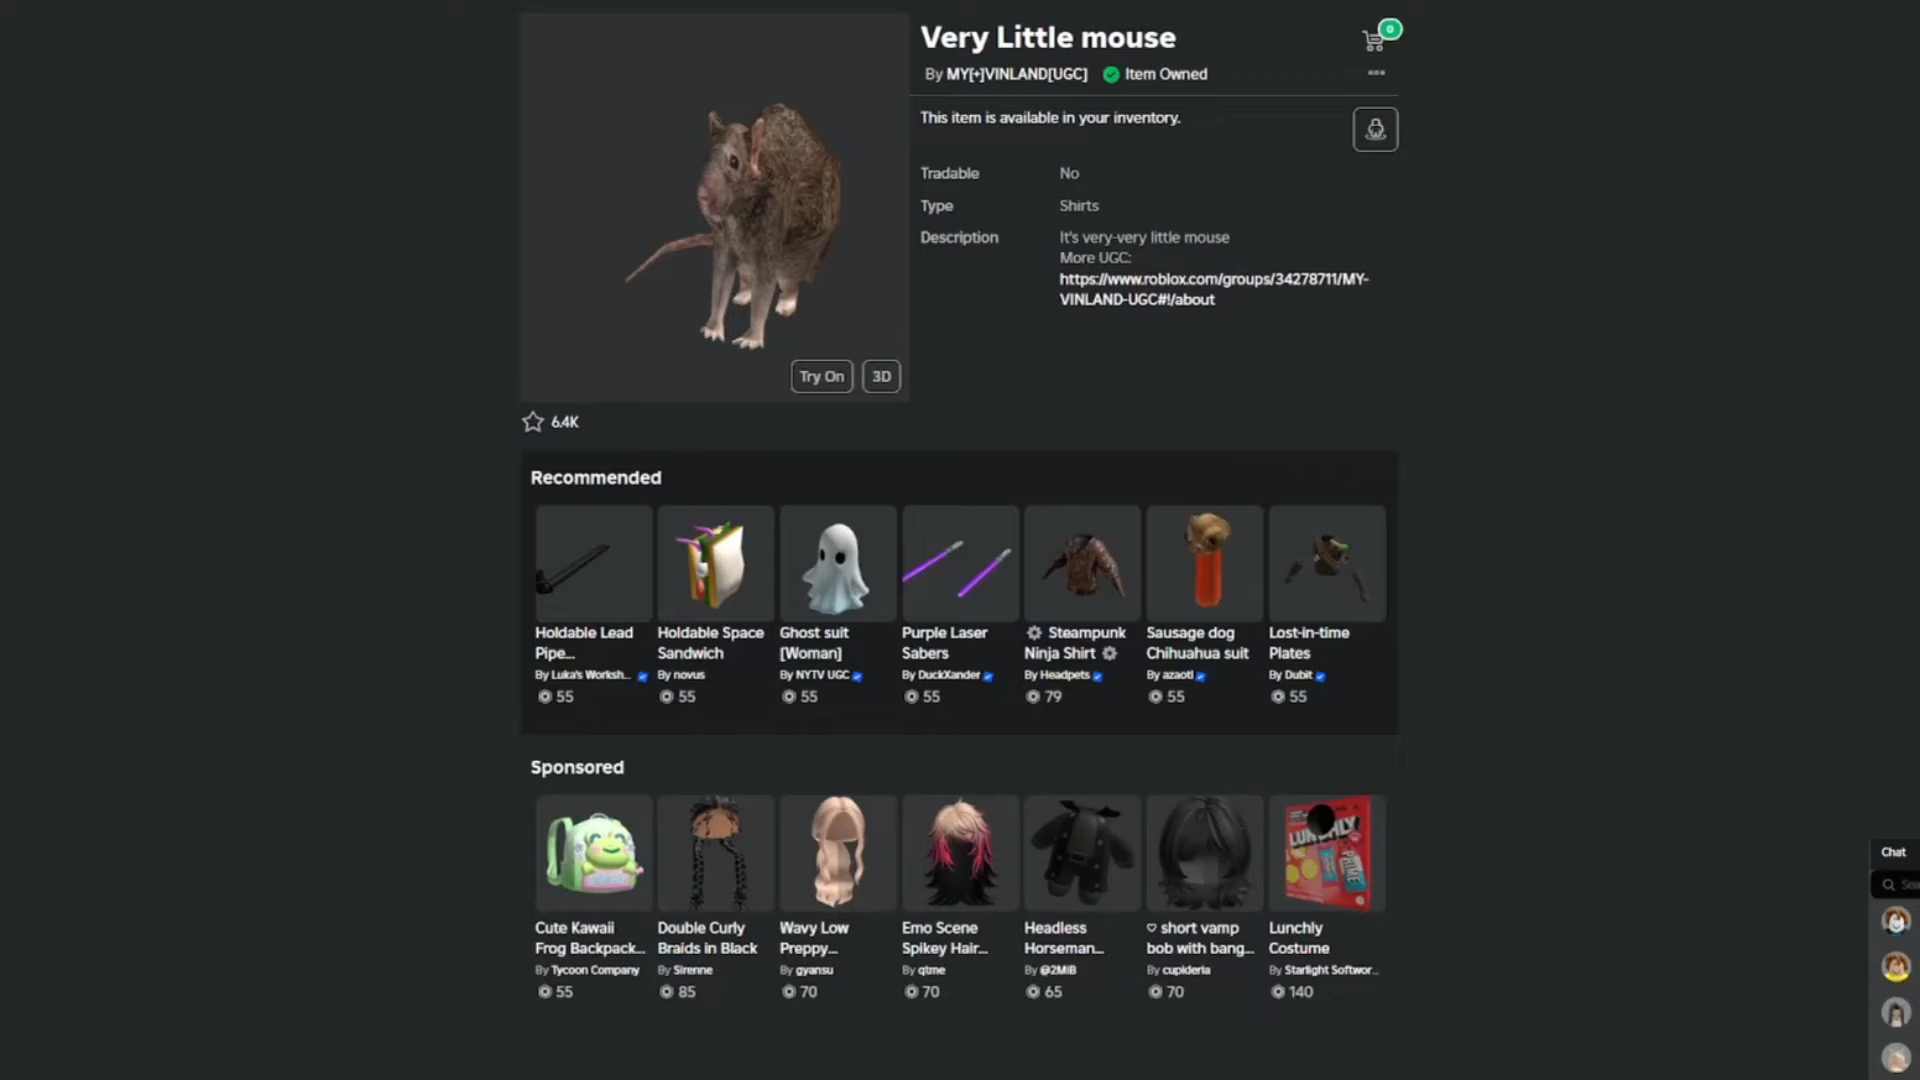 Very Little mouse
0
By MY[+]VINLAND[UGC] Item Owned
This item is available in your inventory.
Tradable No
Type Shirts
Description It's very-very little mouse
More UGC:
https://www.roblox.com/groups/34278711/MY-
VINLAND-UGC#!/about
Try On 3D
6.4K
Recommended
Holdable Lead
Pipe...
By Luka's Worksh...
55
Holdable Space
Sandwich
By novus
55
Ghost suit
[Woman]
By NYTV UGC
55
Purple Laser
Sabers
By DuckXander
55
Steampunk
Ninja Shirt
By Headpets
79
Sausage dog
Chihuahua suit
By azaotl
55
Lost-in-time
Plates
By Dubit
55
Sponsored
LUNCHLY
PRIME
Cute Kawaii
Frog Backpack...
By Tycoon Company
55
Double Curly
Braids in Black
By Sirenne
85
Wavy Low
Preppy...
By gyansu
70
Emo Scene
Spikey Hair...
By qtme
70
Headless
Horseman...
By @2MiB
65
♡ short vamp
bob with bang...
By cupideria
70
Lunchly
Costume
By Starlight Softwor...
140
Chat
Sea